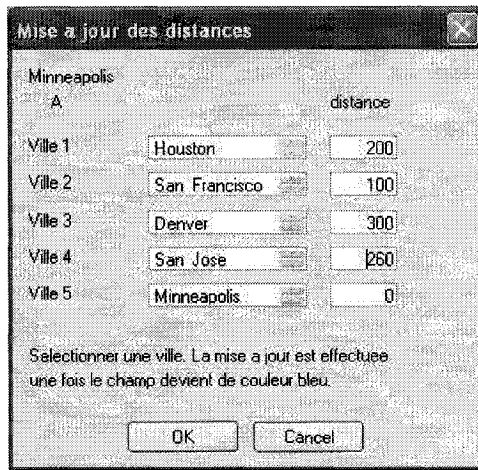 Mise a jour des distances
Minneapolis
A distance
Ville 1 Houston 200
Ville 2 San Francisco 100
Ville 3 Denver 300
Ville 4 San Jose 260
Ville 5 Minneapolis 0
Selectionner une ville. La mise a jour est effectuee
une fois le champ devient de couleur bleu.
OK Cancel